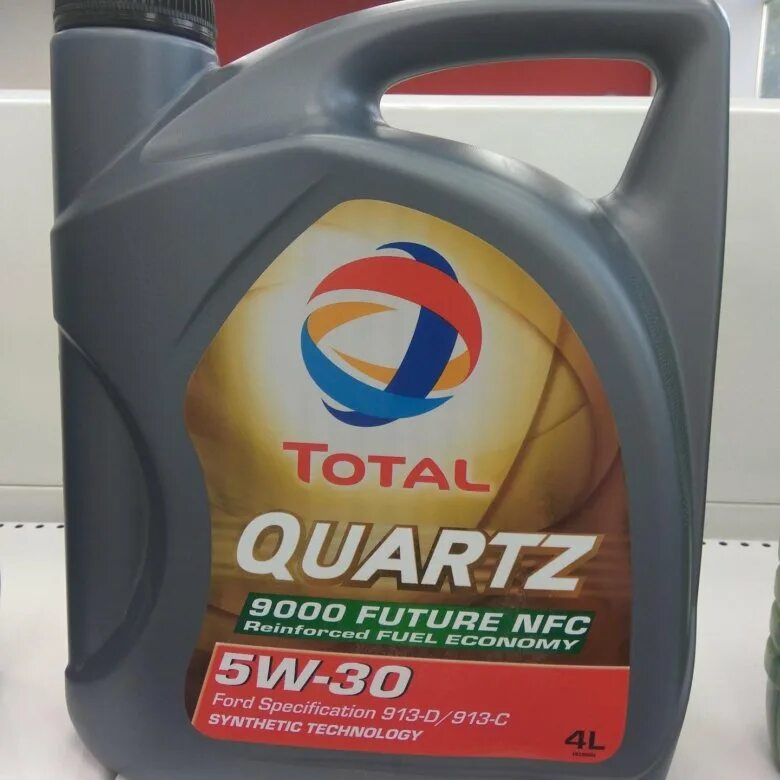 TOTAL
QUARTZ
9000 FUTURE NFC
Reinforced FUEL ECONOMY
5W-30
Ford Specification 913-D/913-C
SYNTHETIC TECHNOLOGY
4L